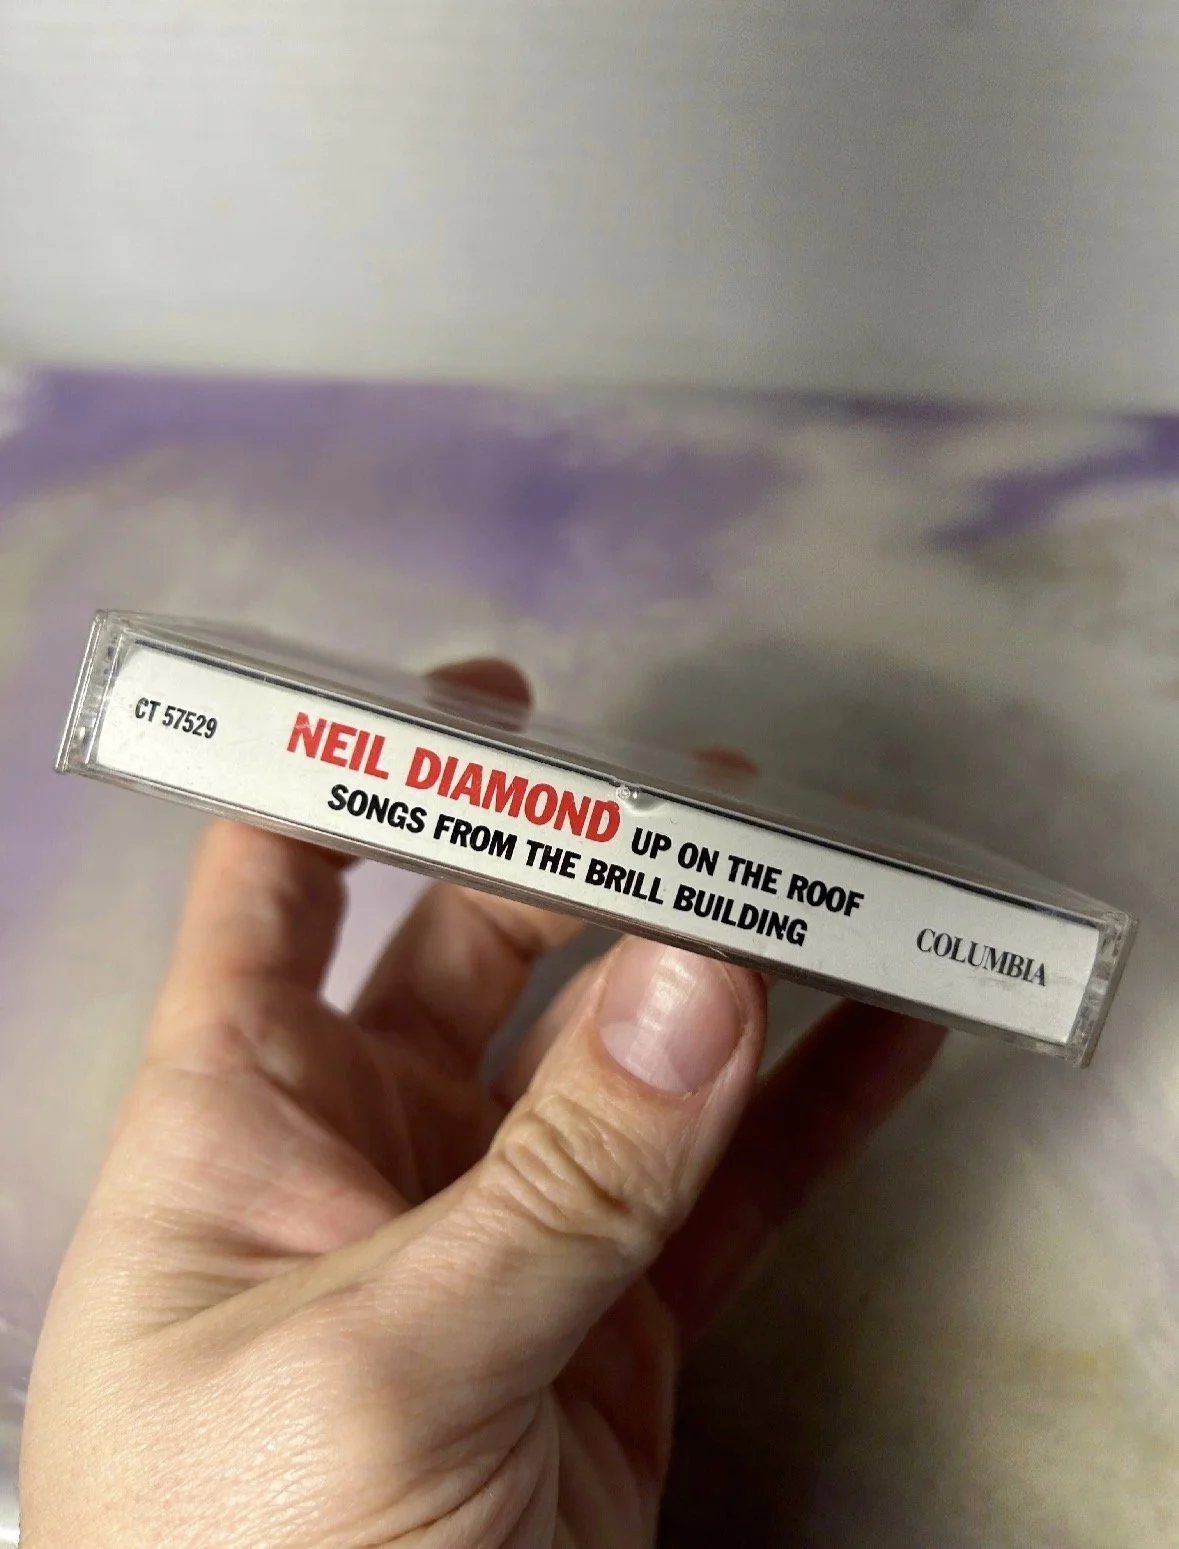 CT 57529
NEIL DIAMOND UP ON THE ROOF
SONGS FROM THE BRILL BUILDING
COLUMBIA